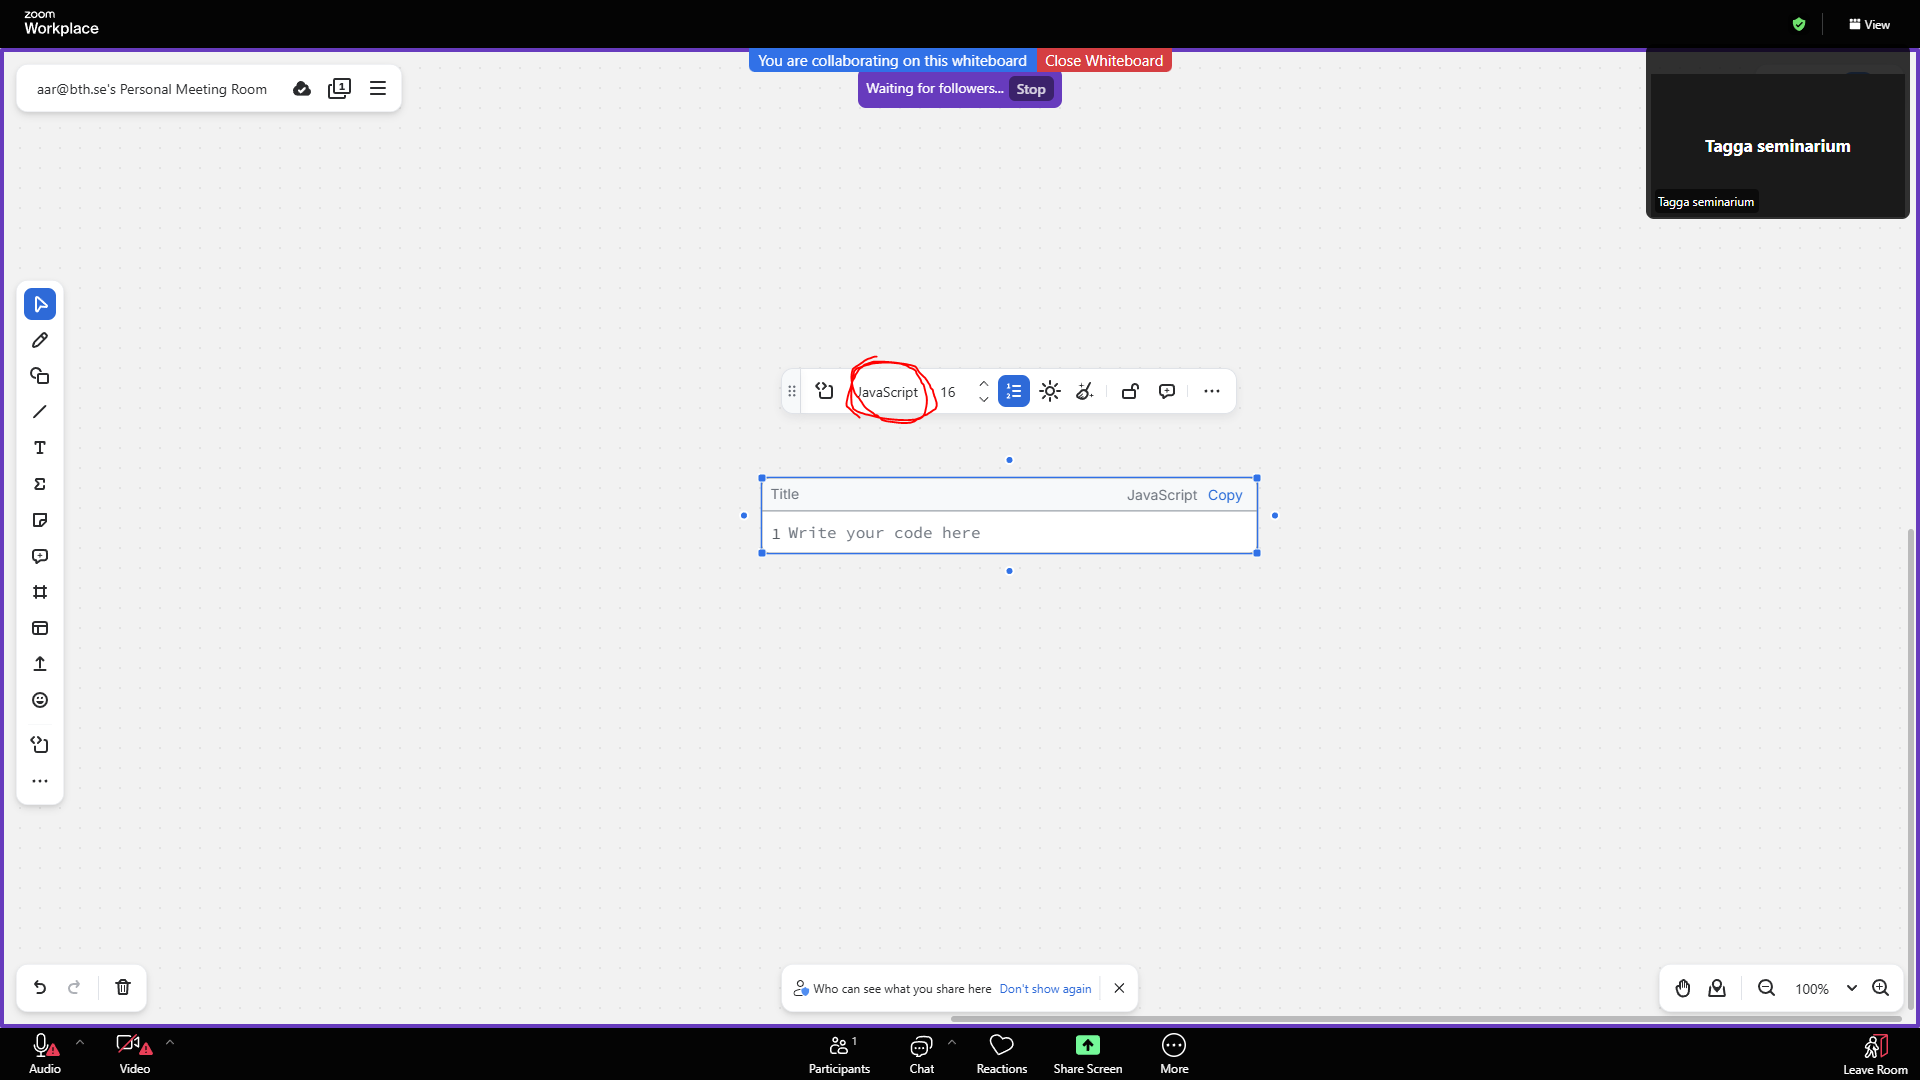 zoom
Workplace
View
You are collaborating on this whiteboard Close Whiteboard
aar@bth.se's Personal Meeting Room 1
Waiting for followers... Stop
Tagga seminarium
Tagga seminarium
JavaScript 16
Title JavaScript Copy
1 Write your code here
Who can see what you share here Don't show again
100%
Audio Video Participants 1 Chat Reactions Share Screen More Leave Room